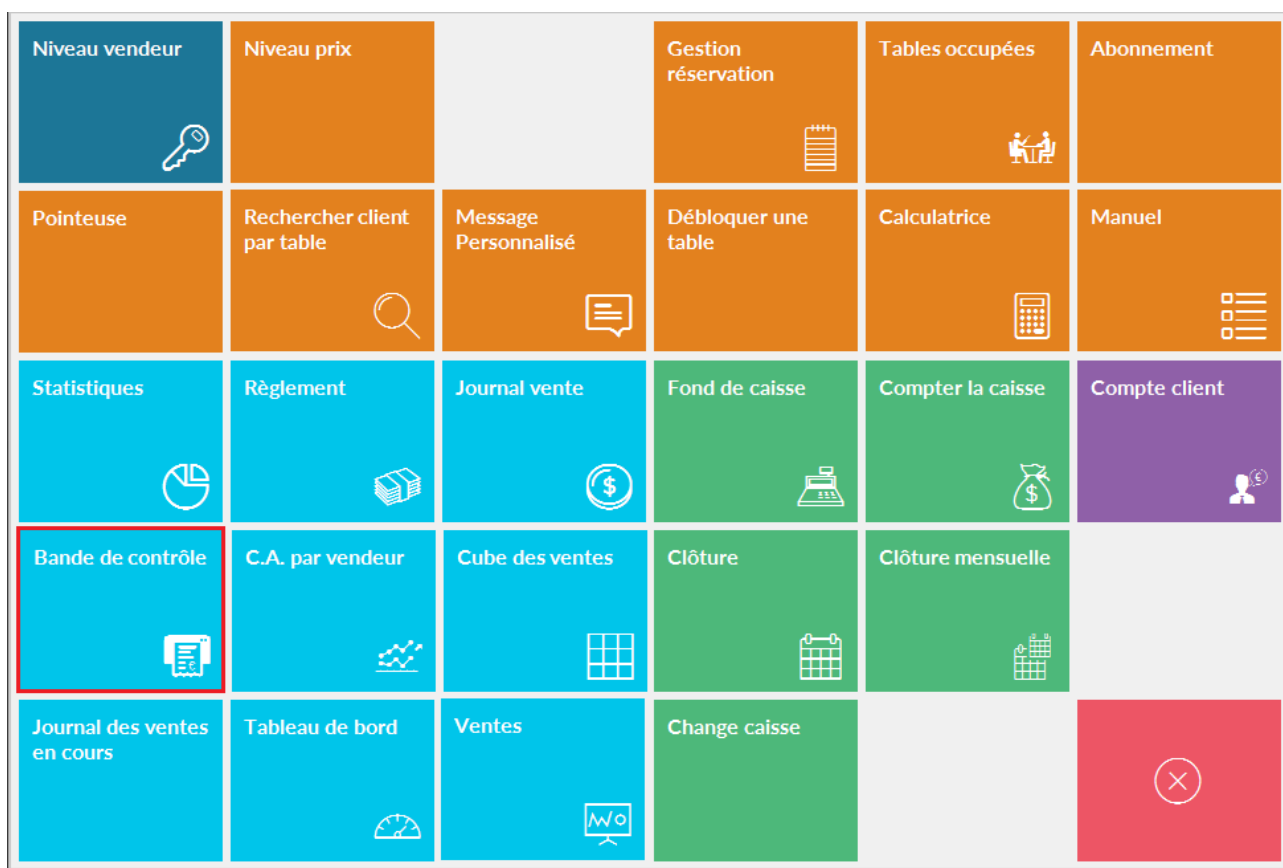 Niveau vendeur
Niveau prix
Gestion
réservation
Tables occupées
Abonnement
Pointeuse
Rechercher client
par table
Message
Personnalisé
Débloquer une
table
Calculatrice
Manuel
Statistiques
Règlement
Journal vente
$
Fond de caisse
Compter la caisse
$
Compte client
€
Bande de contrôle
€
C.A. par vendeur
Cube des ventes
Clôture
Clôture mensuelle
Journal des ventes
en cours
Tableau de bord
Ventes
Change caisse